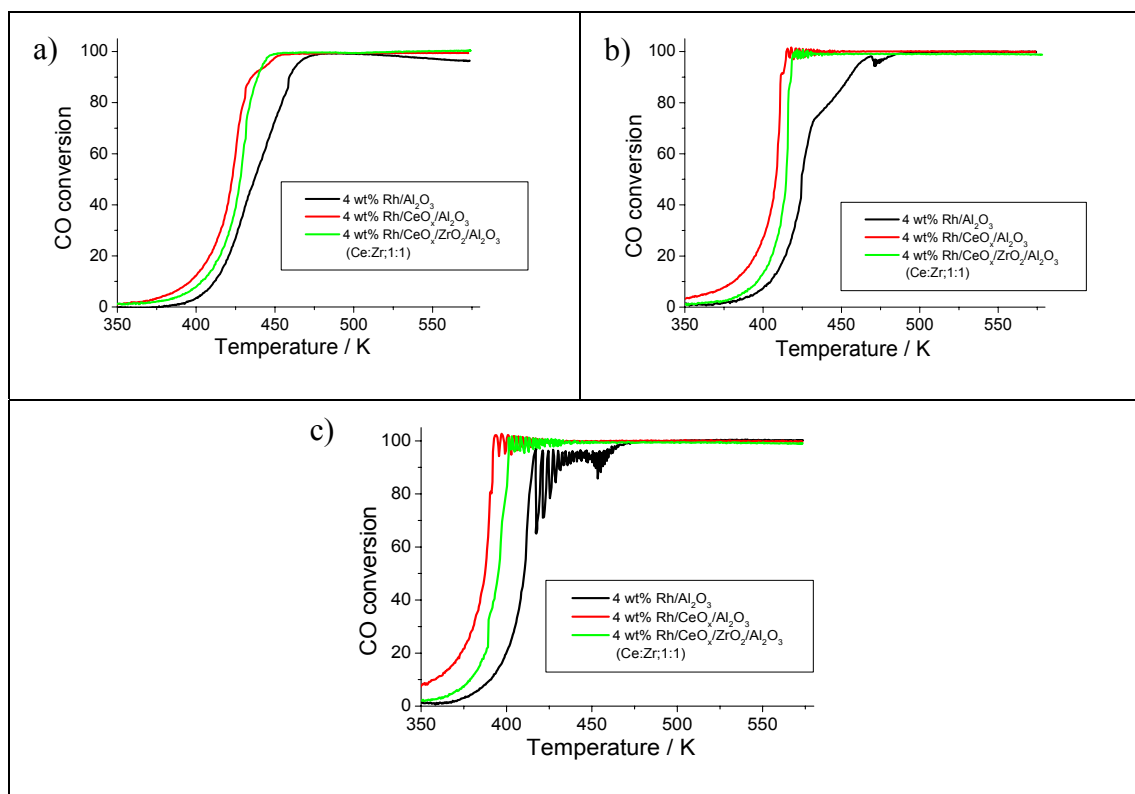 a)
100
80
60
40
20
0
CO conversion
350 400 450 500 550
Temperature / K
4 wt% Rh/Al₂O₃
4 wt% Rh/CeOₓ/Al₂O₃
4 wt% Rh/CeOₓ/ZrO₂/Al₂O₃
(Ce:Zr;1:1)
b)
100
80
60
40
20
0
CO conversion
350 400 450 500 550
Temperature / K
4 wt% Rh/Al₂O₃
4 wt% Rh/CeOₓ/Al₂O₃
4 wt% Rh/CeOₓ/ZrO₂/Al₂O₃
(Ce:Zr;1:1)
c)
100
80
60
40
20
0
CO conversion
350 400 450 500 550
Temperature / K
4 wt% Rh/Al₂O₃
4 wt% Rh/CeOₓ/Al₂O₃
4 wt% Rh/CeOₓ/ZrO₂/Al₂O₃
(Ce:Zr;1:1)